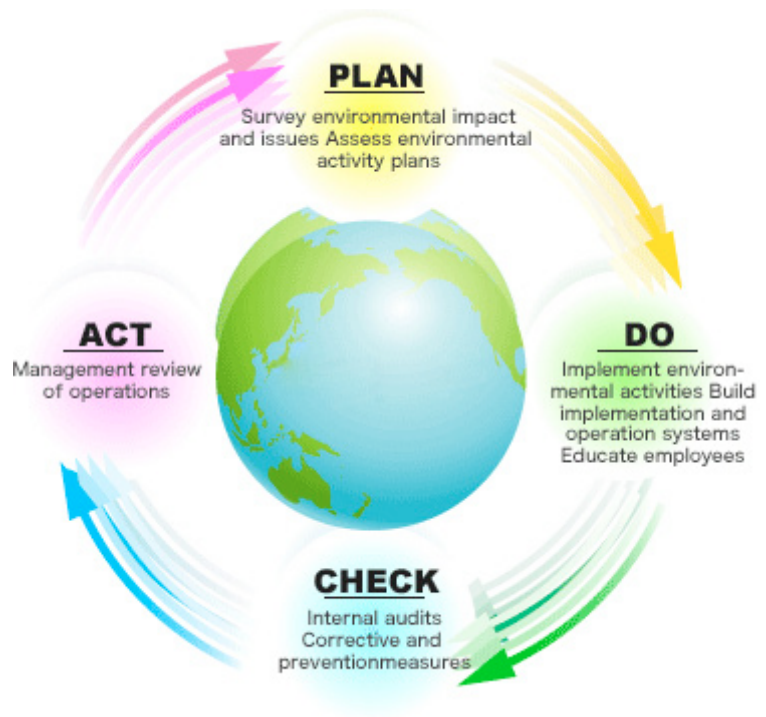 PLAN
Survey environmental impact
and issues Assess environmental
activity plans
ACT
Management review
of operations
DO
Implement environ-
mental activities Build
implementation and
operation systems
Educate employees
CHECK
Internal audits
Corrective and
preventionmeasures